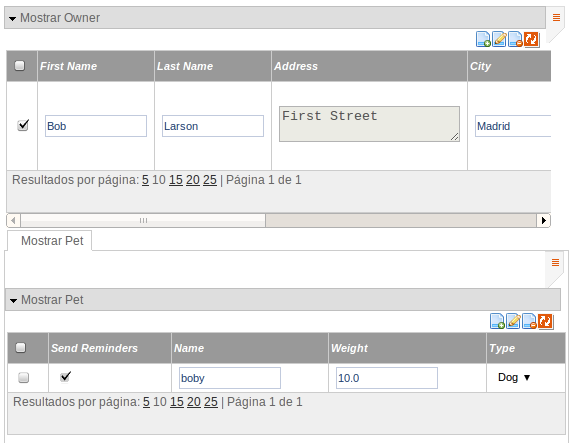 Mostrar Owner
First Name Last Name Address City
Bob Larson First Street Madrid
Resultados por página: 5 10 15 20 25 | Página 1 de 1
Mostrar Pet
Mostrar Pet
Send Reminders Name Weight Type
boby 10.0 Dog ▼
Resultados por página: 5 10 15 20 25 | Página 1 de 1